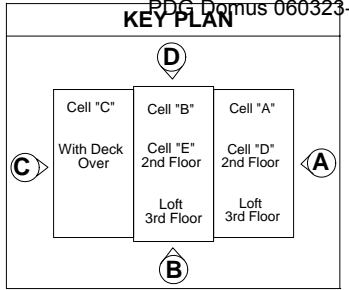 RDG Domus 060323-
KEY PLAN
D
Cell "C"
With Deck
Over
Cell "B"
Cell "E"
2nd Floor
Loft
3rd Floor
Cell "A"
Cell "D"
2nd Floor
Loft
3rd Floor
C
A
B